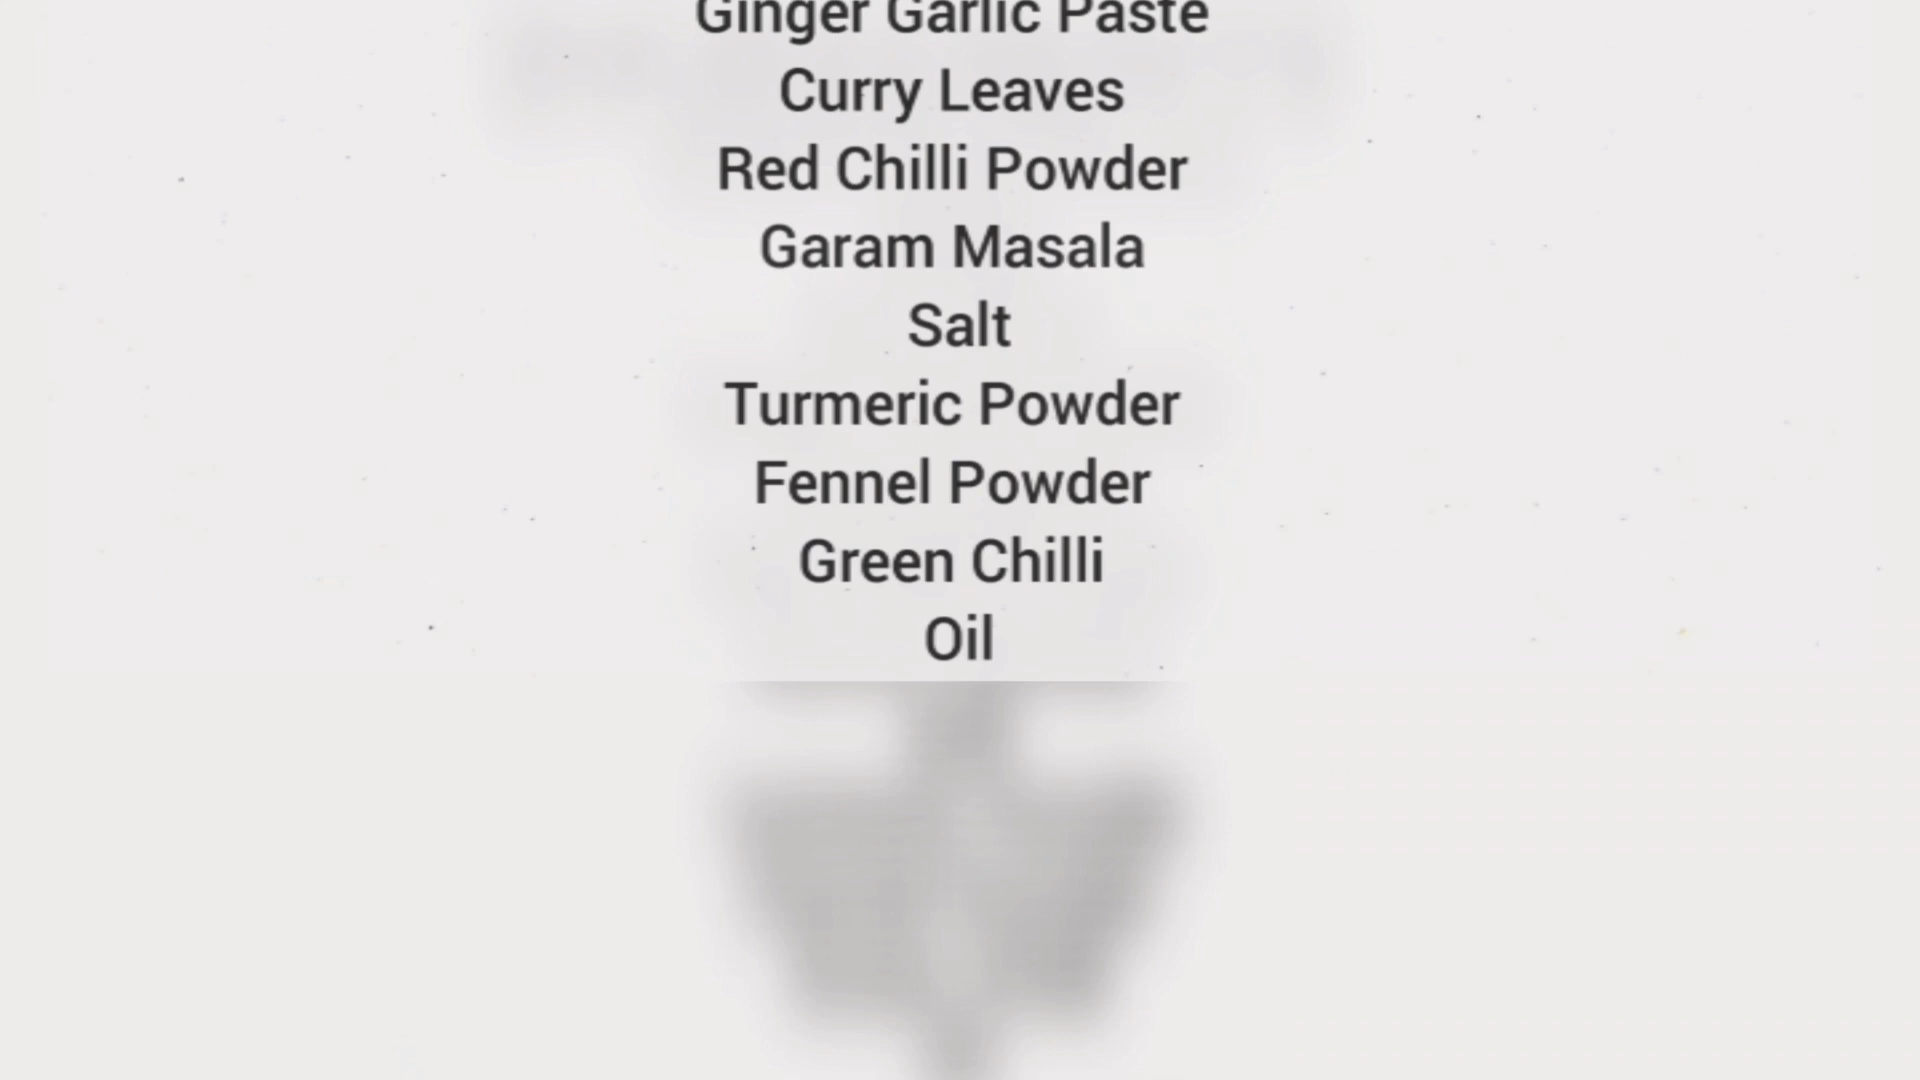 Ginger Garlic Paste
Curry Leaves
Red Chilli Powder
Garam Masala
Salt
Turmeric Powder
Fennel Powder
Green Chilli
Oil